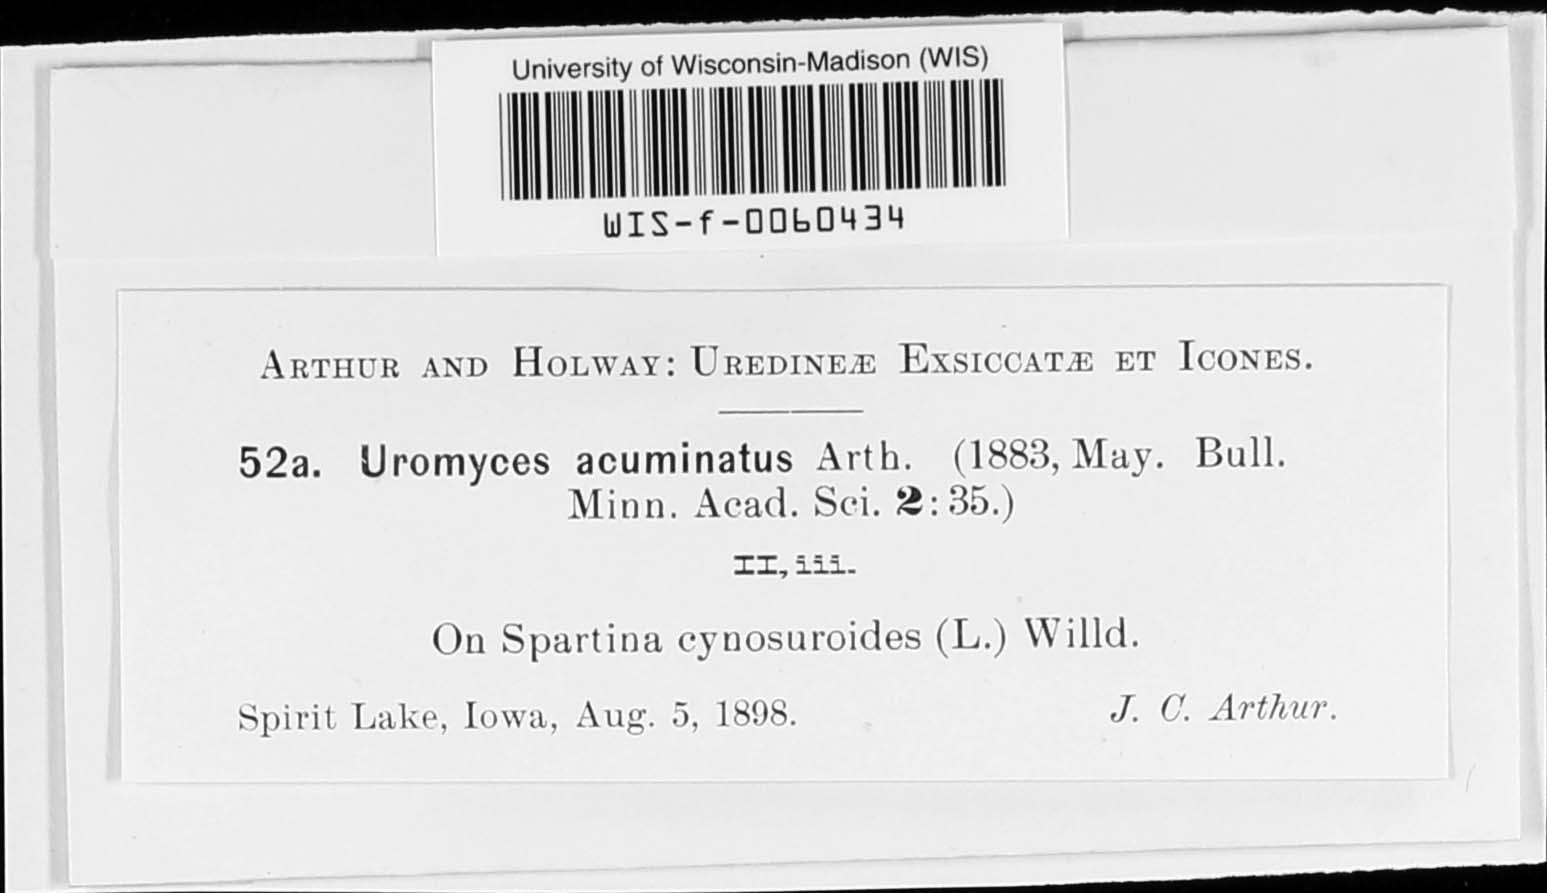 University of Wisconsin-Madison (WIS)
WIS-f-0060434
ARTHUR AND HOLWAY: UREDINEÆ EXSICCATÆ ET ICONES.
52a. Uromyces acuminatus Arth. (1883, May. Bull.
Minn. Acad. Sci. 2:35.)
II, iii.
On Spartina cynosuroides (L.) Willd.
Spirit Lake, Iowa, Aug. 5, 1898. J. C. Arthur.